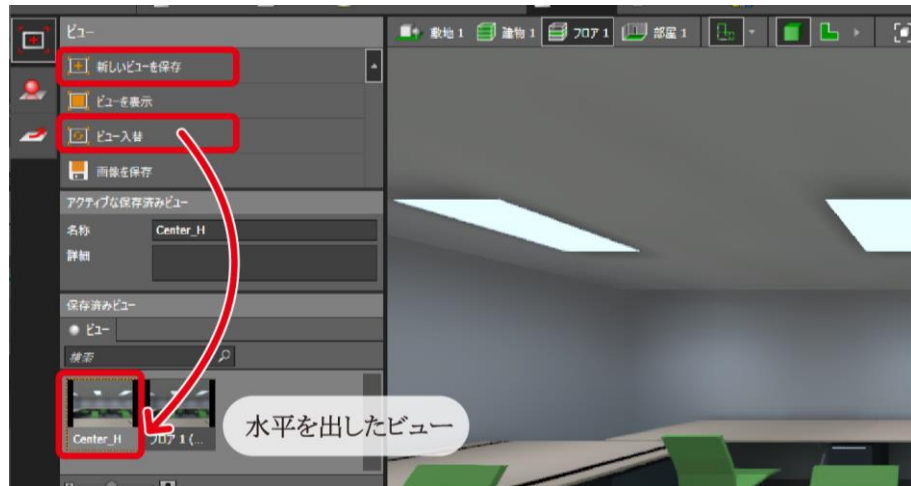 ビュー
敷地 1 建物 1 フロア 1 部屋 1
新しいビューを保存
ビューを表示
ビュー入替
画像を保存
アクティブな保存済みビュー
名称 Center_H
詳細
保存済みビュー
ビュー
検索
Center_H フロア 1 (...
水平を出したビュー